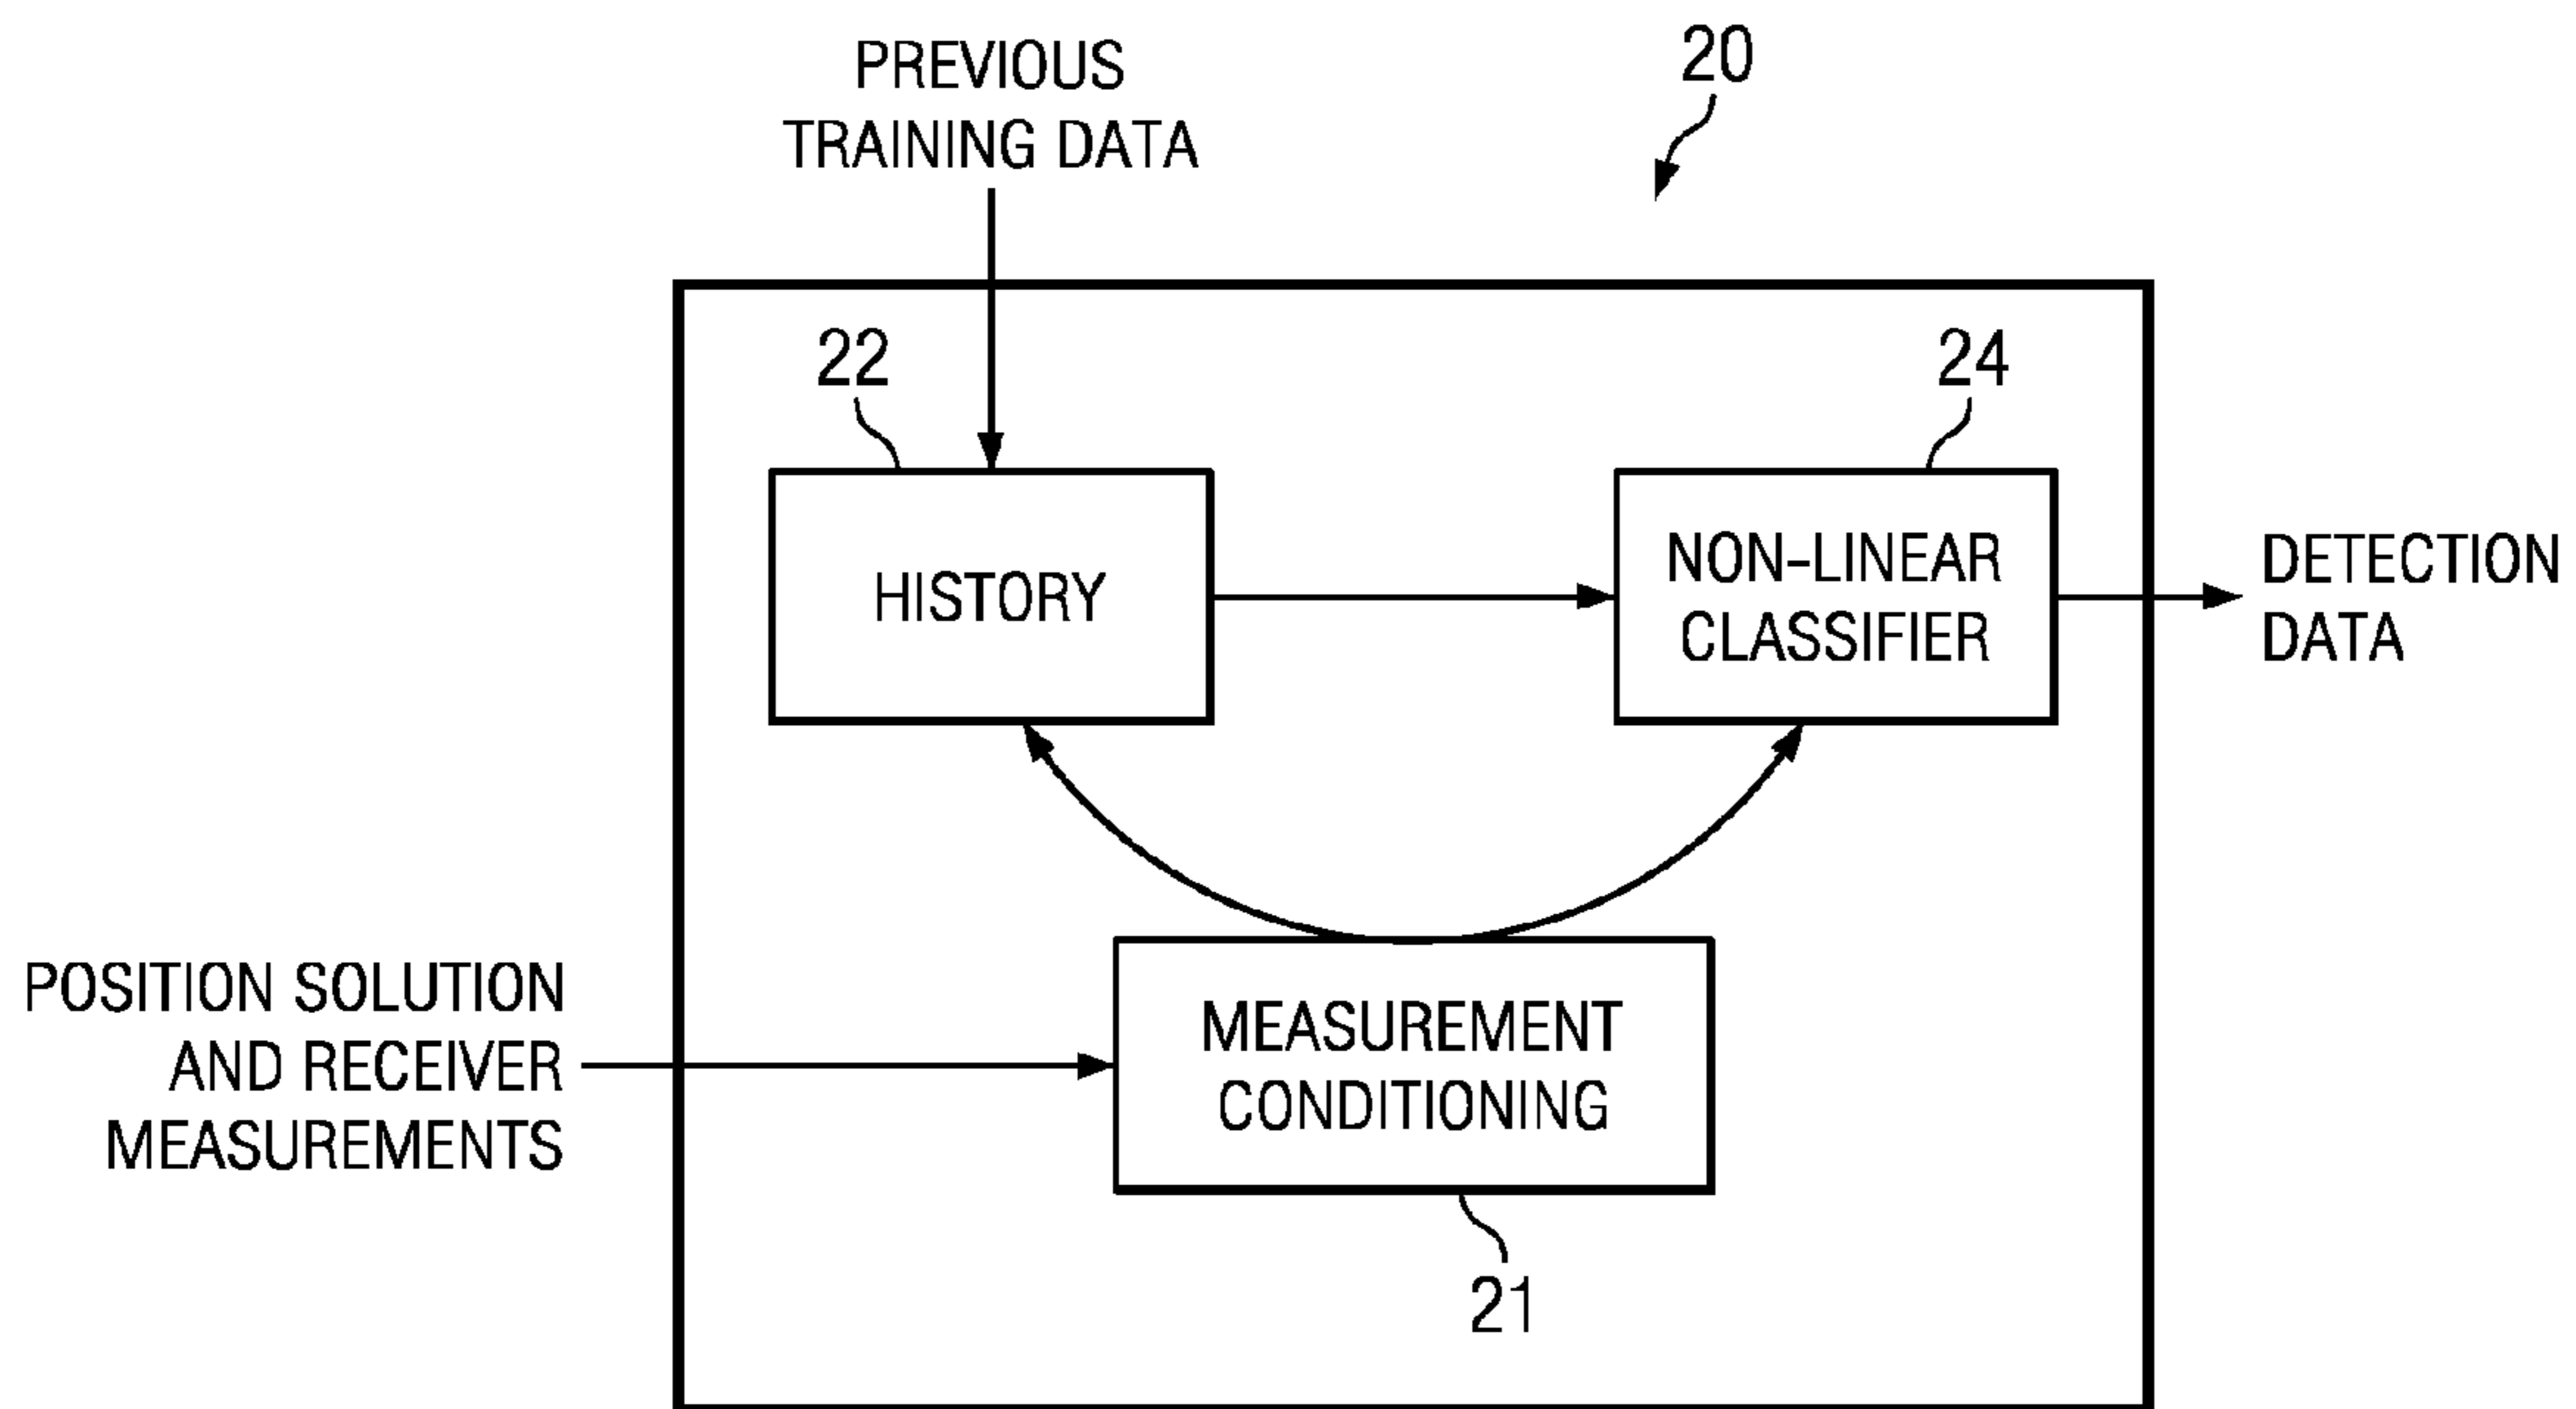 PREVIOUS
TRAINING DATA
20
22
24
HISTORY
NON-LINEAR
CLASSIFIER
DETECTION
DATA
POSITION SOLUTION
AND RECEIVER
MEASUREMENTS
MEASUREMENT
CONDITIONING
21